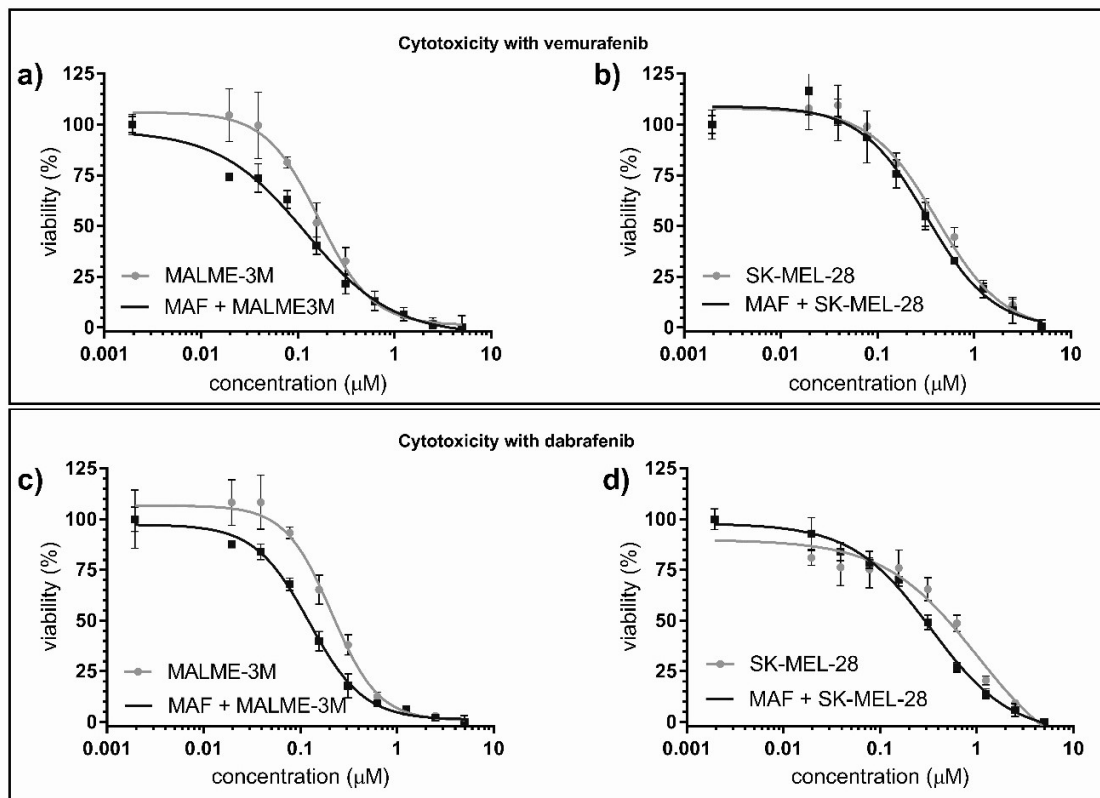 Cytotoxicity with vemurafenib
a)
125
100
75
50
25
0
viability (%)
MALME-3M
MAF + MALME3M
0.001
0.01
0.1
1
10
concentration (μM)
b)
125
100
75
50
25
0
viability (%)
SK-MEL-28
MAF + SK-MEL-28
0.001
0.01
0.1
1
10
concentration (μM)
Cytotoxicity with dabrafenib
c)
125
100
75
50
25
0
viability (%)
MALME-3M
MAF + MALME-3M
0.001
0.01
0.1
1
10
concentration (μM)
d)
125
100
75
50
25
0
viability (%)
SK-MEL-28
MAF + SK-MEL-28
0.001
0.01
0.1
1
10
concentration (μM)